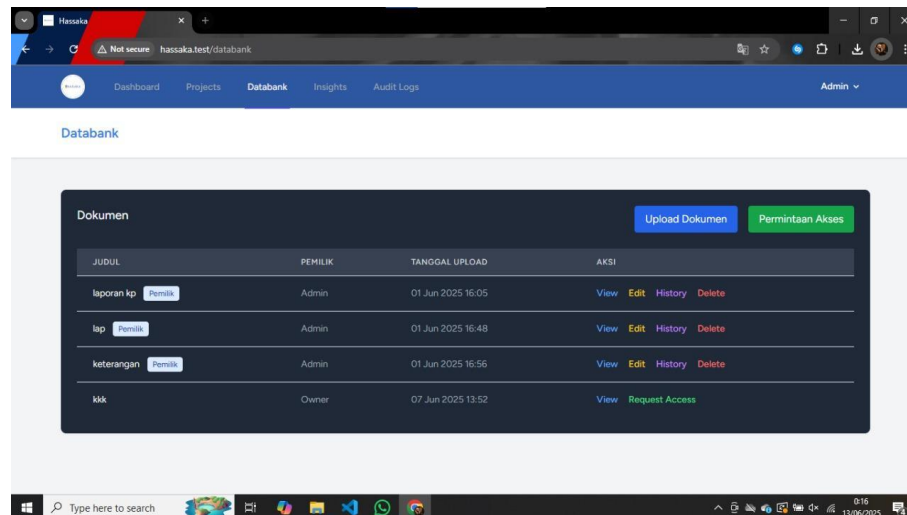 Hassaka
Not secure hassaka.test/databank
Dashboard Projects Databank Insights Audit Logs Admin
Databank
Dokumen Upload Dokumen Permintaan Akses
JUDUL PEMILIK TANGGAL UPLOAD AKSI
laporan kp Pemilik Admin 01 Jun 2025 16:05 View Edit History Delete
lap Pemilik Admin 01 Jun 2025 16:48 View Edit History Delete
keterangan Pemilik Admin 01 Jun 2025 16:56 View Edit History Delete
kkk Owner 07 Jun 2025 13:52 View Request Access
Type here to search 0:16
13/06/2025